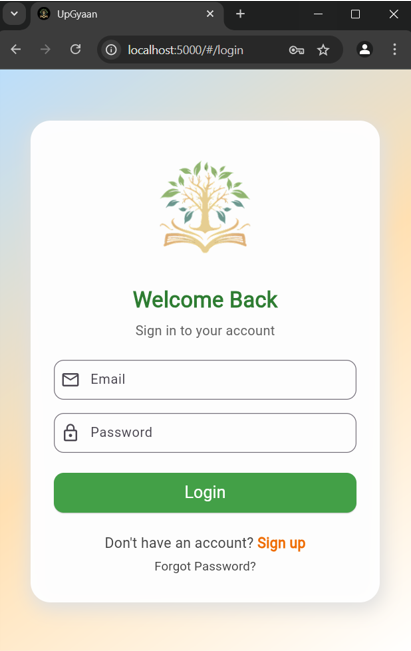 UpGyaan
localhost:5000/#/login
Welcome Back
Sign in to your account
Email
Password
Login
Don't have an account? Sign up
Forgot Password?